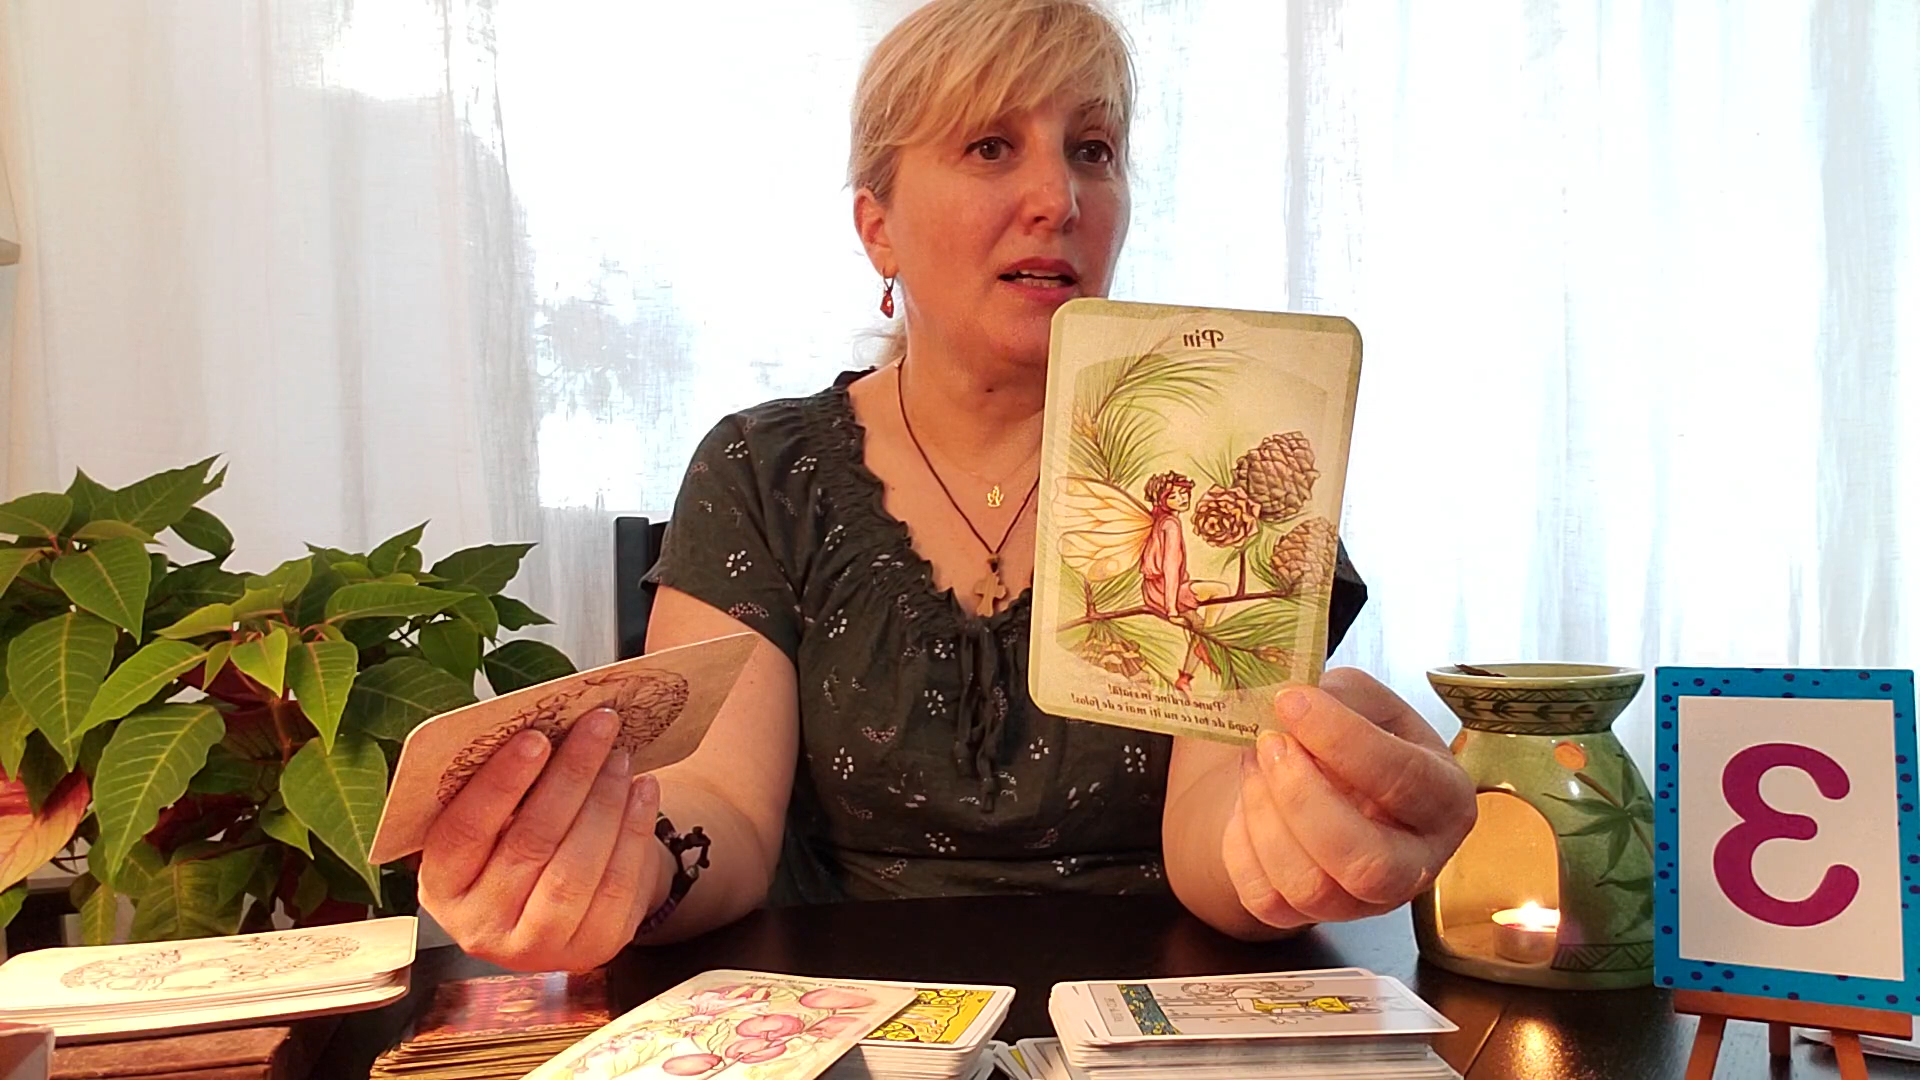 Pin
Pune ordine în viață!
Scapă de tot ce nu îți mai e de folos!
3